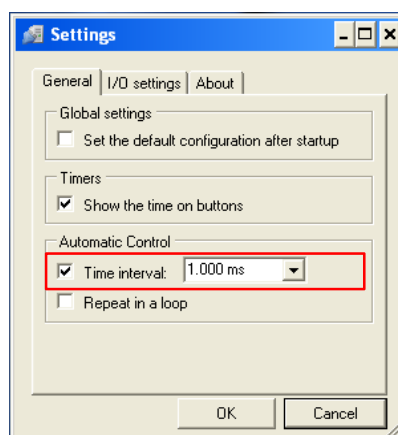 Settings
General I/O settings About
Global settings
Set the default configuration after startup
Timers
Show the time on buttons
Automatic Control
Time interval: 1.000 ms
Repeat in a loop
OK Cancel